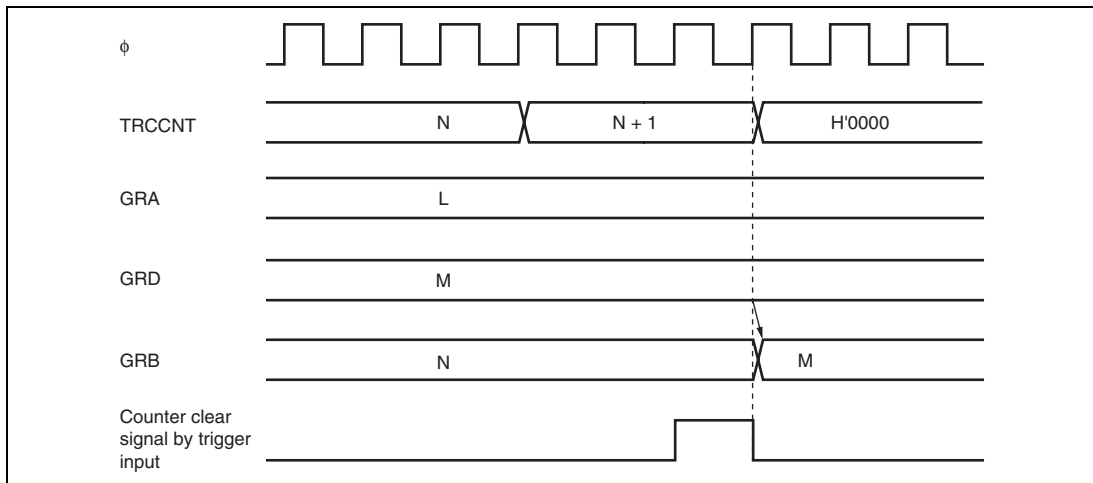 ϕ
TRCCNT N N + 1 H'0000
GRA L
GRD M
GRB N M
Counter clear
signal by trigger
input